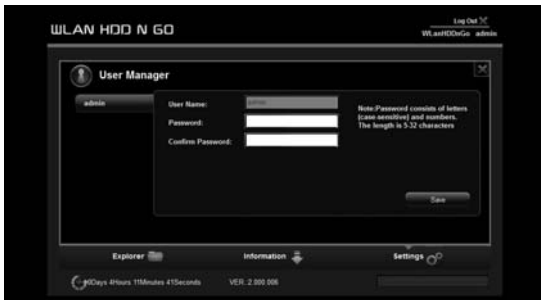 WLAN HDD N GO
Log Out
WLanHDDnGo admin
User Manager
admin
User Name:
admin
Password:
Confirm Password:
Note:Password consists of letters
(case-sensitive) and numbers.
The length is 5-32 characters
Save
Explorer
Information
Settings
0Days 4Hours 11Minutes 41Seconds
VER: 2.000.006